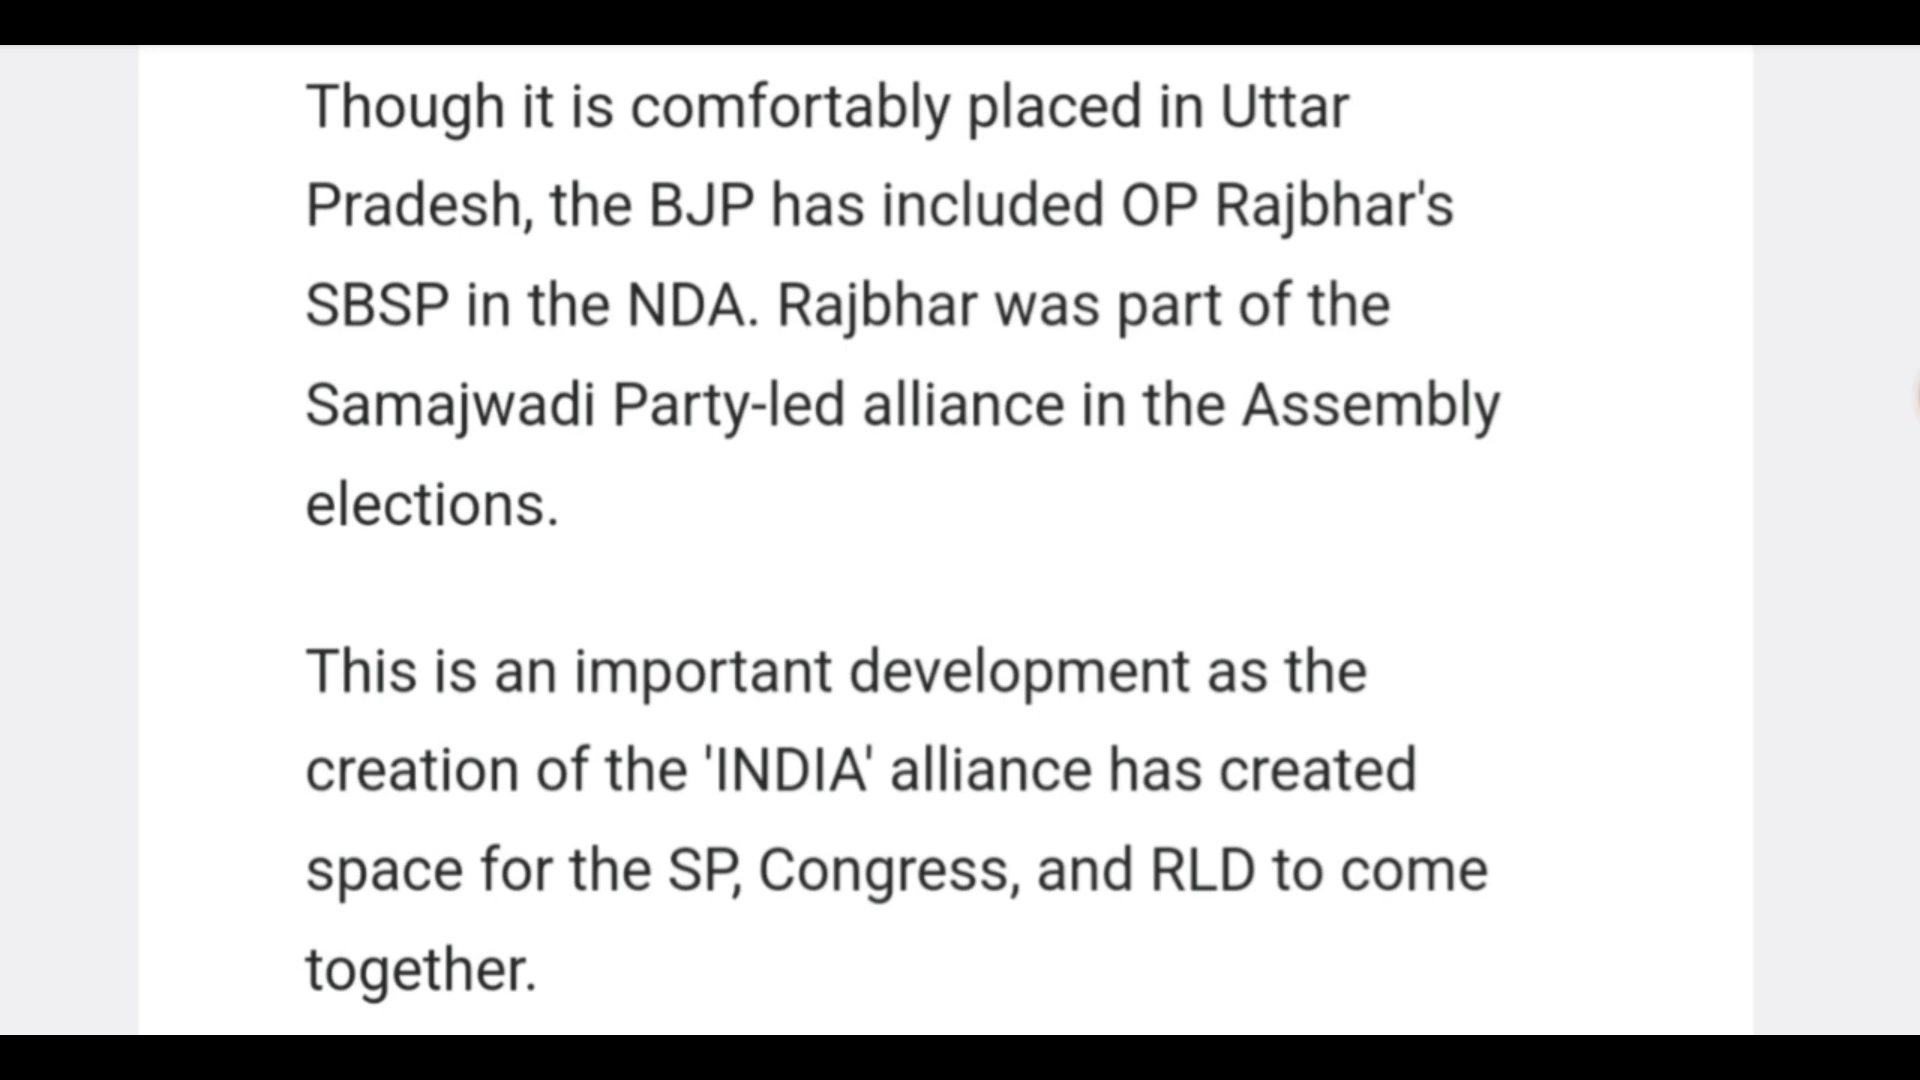 Though it is comfortably placed in Uttar
Pradesh, the BJP has included OP Rajbhar's
SBSP in the NDA. Rajbhar was part of the
Samajwadi Party-led alliance in the Assembly
elections.
This is an important development as the
creation of the 'INDIA' alliance has created
space for the SP, Congress, and RLD to come
together.